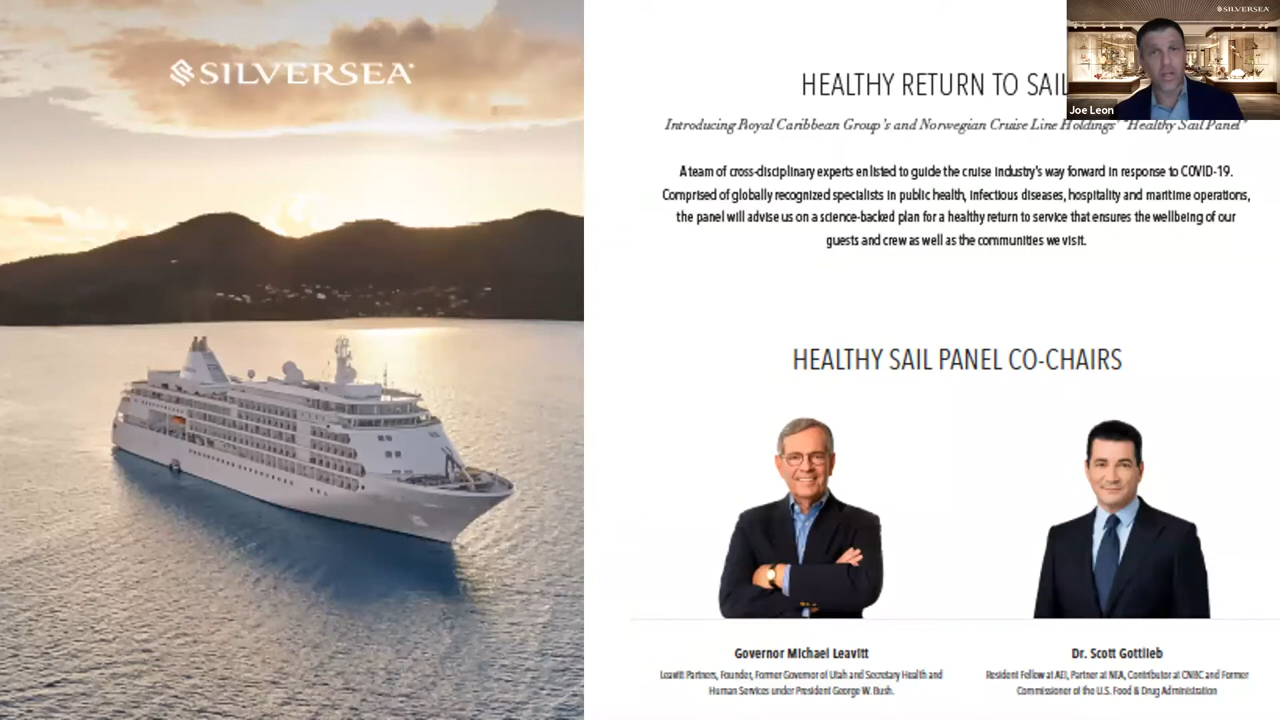 SILVERSEA
SILVERSEA
HEALTHY RETURN TO SAIL
Joe Leon
Introducing Royal Caribbean Group's and Norwegian Cruise Line Holdings' "Healthy Sail Panel"
A team of cross-disciplinary experts enlisted to guide the cruise industry's way forward in response to COVID-19.
Comprised of globally recognized specialists in public health, infectious diseases, hospitality and maritime operations,
the panel will advise us on a science-backed plan for a healthy return to service that ensures the wellbeing of our
guests and crew as well as the communities we visit.
HEALTHY SAIL PANEL CO-CHAIRS
Governor Michael Leavitt
Leavitt Partners, Founder, Former Governor of Utah and Secretary Health and
Human Services under President George W. Bush.
Dr. Scott Gottlieb
Resident Fellow at AEI, Partner at NEA, Contributor at CNBC and Former
Commissioner of the U.S. Food & Drug Administration